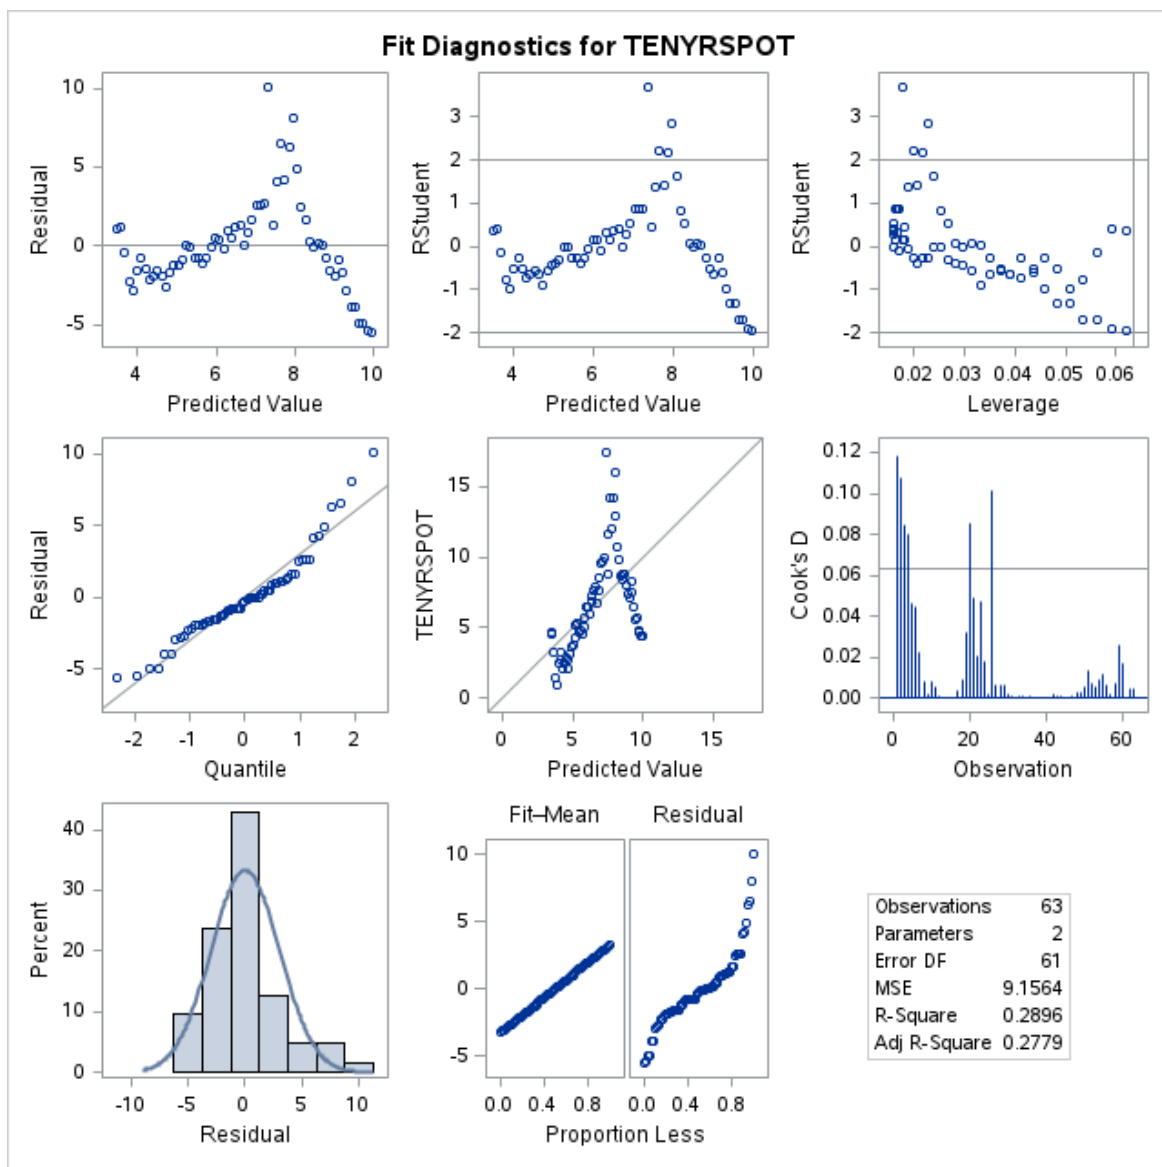 Fit Diagnostics for TENYRSPOT
10
5
0
-5
Residual
4 6 8 10
Predicted Value
3
2
1
0
-1
-2
RStudent
4 6 8 10
Predicted Value
3
2
1
0
-1
-2
RStudent
0.02 0.03 0.04 0.05 0.06
Leverage
10
5
0
-5
Residual
-2 -1 0 1 2
Quantile
15
10
5
0
TENYRSPOT
0 5 10 15
Predicted Value
0.12
0.10
0.08
0.06
0.04
0.02
0.00
Cook's D
0 20 40 60
Observation
40
30
20
10
0
Percent
-10 -5 0 5 10
Residual
Fit–Mean Residual
10
5
0
-5
0.0 0.4 0.8 0.0 0.4 0.8
Proportion Less
Observations 63
Parameters 2
Error DF 61
MSE 9.1564
R-Square 0.2896
Adj R-Square 0.2779